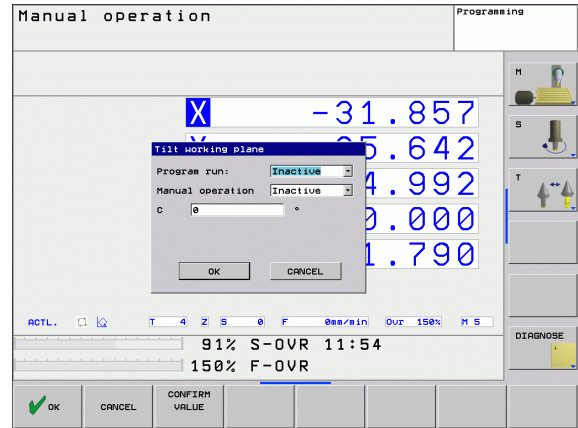 Manual operation
Programming
M
X -31.857
5.642
S
Tilt working plane
Program run: Inactive
Manual operation Inactive
4.992
T
C 0 °
0.000
1.790
OK CANCEL
ACTL. T 4 Z S 0 F 0mm/min Ovr 150% M 5
91% S-OVR 11:54
DIAGNOSE
150% F-OVR
OK
CANCEL
CONFIRM
VALUE